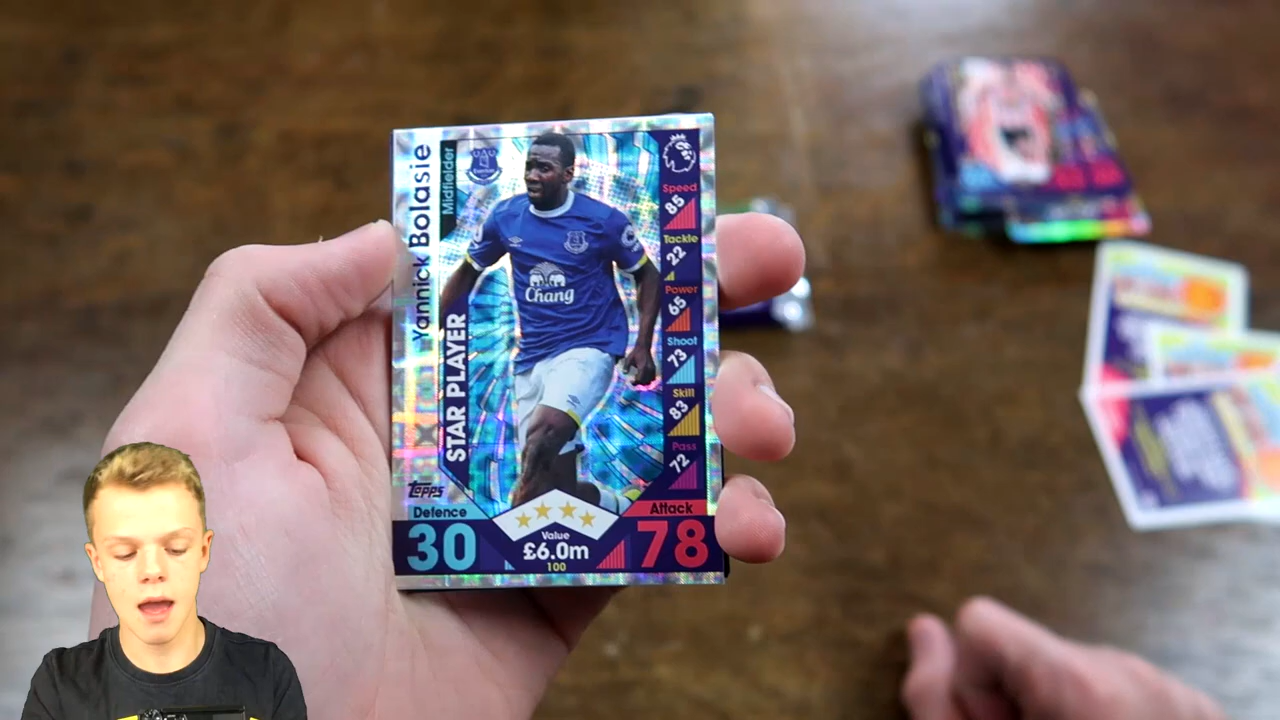 Yannick Bolasie
Midfielder
Everton
STAR PLAYER
Chang
Speed
85
Tackle
22
Power
65
Shoot
73
Skill
83
Pass
72
Topps
Defence
30
Attack
78
Value
£6.0m
100